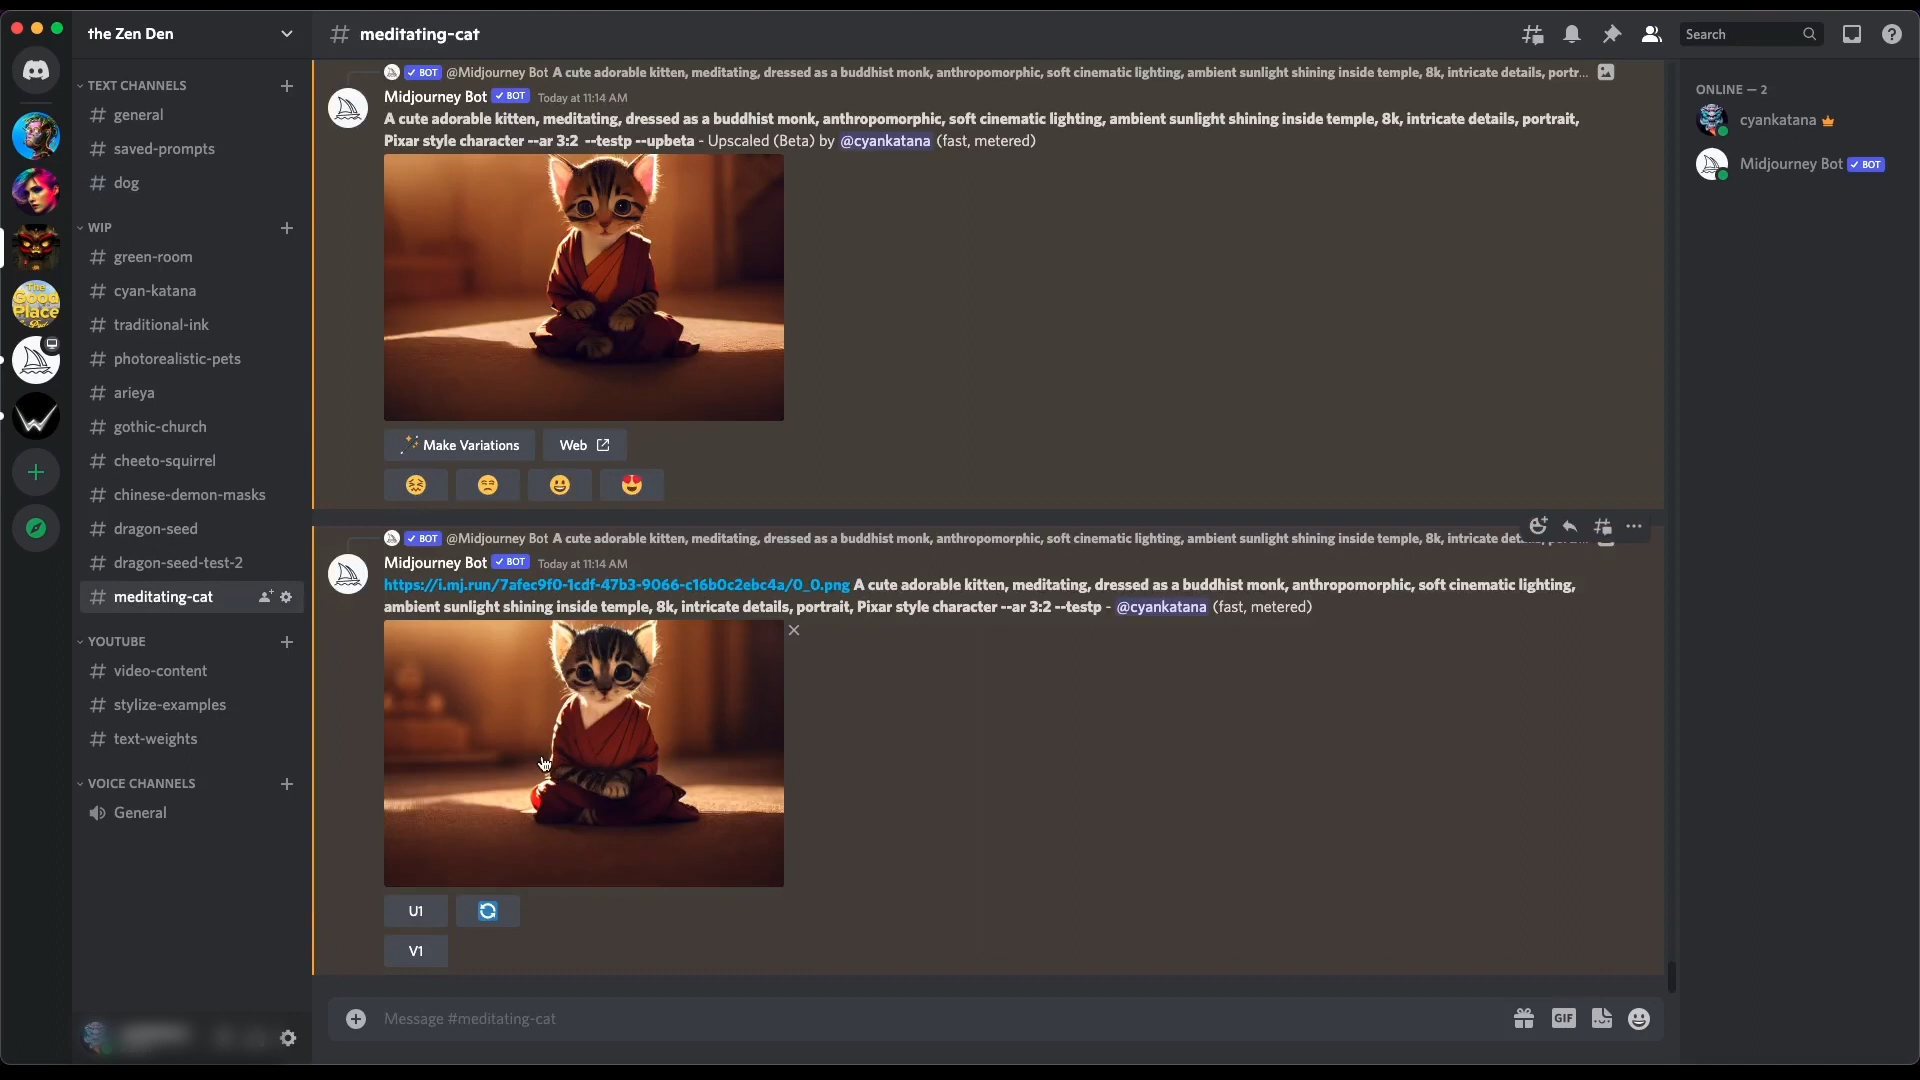 the Zen Den
TEXT CHANNELS
general
saved-prompts
dog
WIP
green-room
cyan-katana
traditional-ink
photorealistic-pets
arieya
gothic-church
cheeto-squirrel
chinese-demon-masks
dragon-seed
dragon-seed-test-2
meditating-cat
YOUTUBE
video-content
stylize-examples
text-weights
VOICE CHANNELS
General
The Good Place
# meditating-cat
Search
✓ BOT @Midjourney Bot A cute adorable kitten, meditating, dressed as a buddhist monk, anthropomorphic, soft cinematic lighting, ambient sunlight shining inside temple, 8k, intricate details, portr...
Midjourney Bot ✓ BOT Today at 11:14 AM
A cute adorable kitten, meditating, dressed as a buddhist monk, anthropomorphic, soft cinematic lighting, ambient sunlight shining inside temple, 8k, intricate details, portrait,
Pixar style character --ar 3:2 --testp --upbeta - Upscaled (Beta) by @cyankatana (fast, metered)
Make Variations
Web
✓ BOT @Midjourney Bot A cute adorable kitten, meditating, dressed as a buddhist monk, anthropomorphic, soft cinematic lighting, ambient sunlight shining inside temple, 8k, intricate
Midjourney Bot ✓ BOT Today at 11:14 AM
https://i.mj.run/7afec9f0-1cdf-47b3-9066-c16b0c2ebc4a/0_0.png A cute adorable kitten, meditating, dressed as a buddhist monk, anthropomorphic, soft cinematic lighting,
ambient sunlight shining inside temple, 8k, intricate details, portrait, Pixar style character --ar 3:2 --testp - @cyankatana (fast, metered)
U1
V1
Message #meditating-cat
GIF
ONLINE — 2
cyankatana
Midjourney Bot ✓ BOT